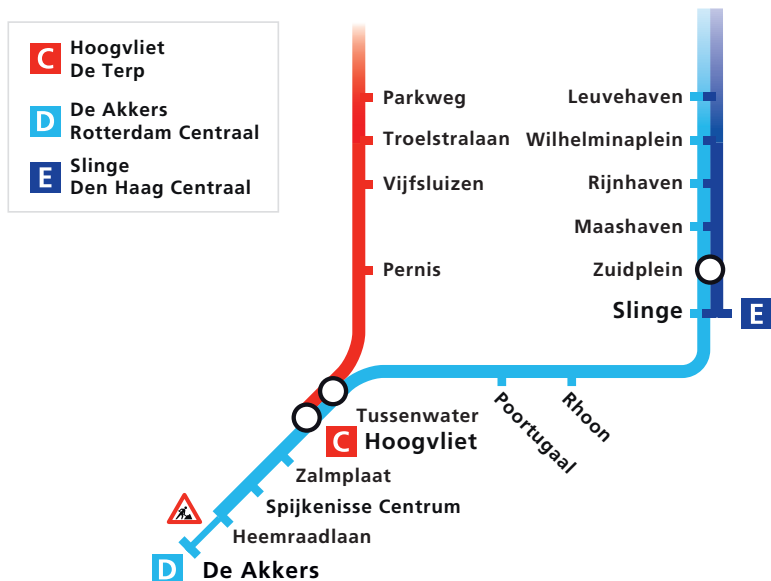 C Hoogvliet
De Terp
D De Akkers
Rotterdam Centraal
E Slinge
Den Haag Centraal
Parkweg
Troelstralaan
Vijfsluizen
Pernis
Leuvehaven
Wilhelminaplein
Rijnhaven
Maashaven
Zuidplein
Slinge E
Poortugaal
Rhoon
Tussenwater
C Hoogvliet
Zalmplaat
Spijkenisse Centrum
Heemraadlaan
D De Akkers